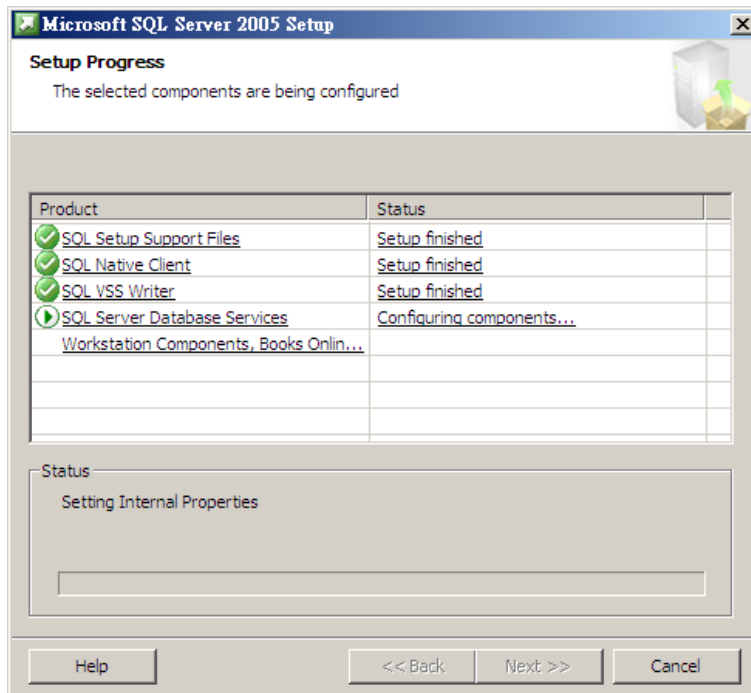 Microsoft SQL Server 2005 Setup
Setup Progress
The selected components are being configured
Product Status
SQL Setup Support Files Setup finished
SQL Native Client Setup finished
SQL VSS Writer Setup finished
SQL Server Database Services Configuring components...
Workstation Components, Books Onlin...
Status
Setting Internal Properties
Help << Back Next >> Cancel